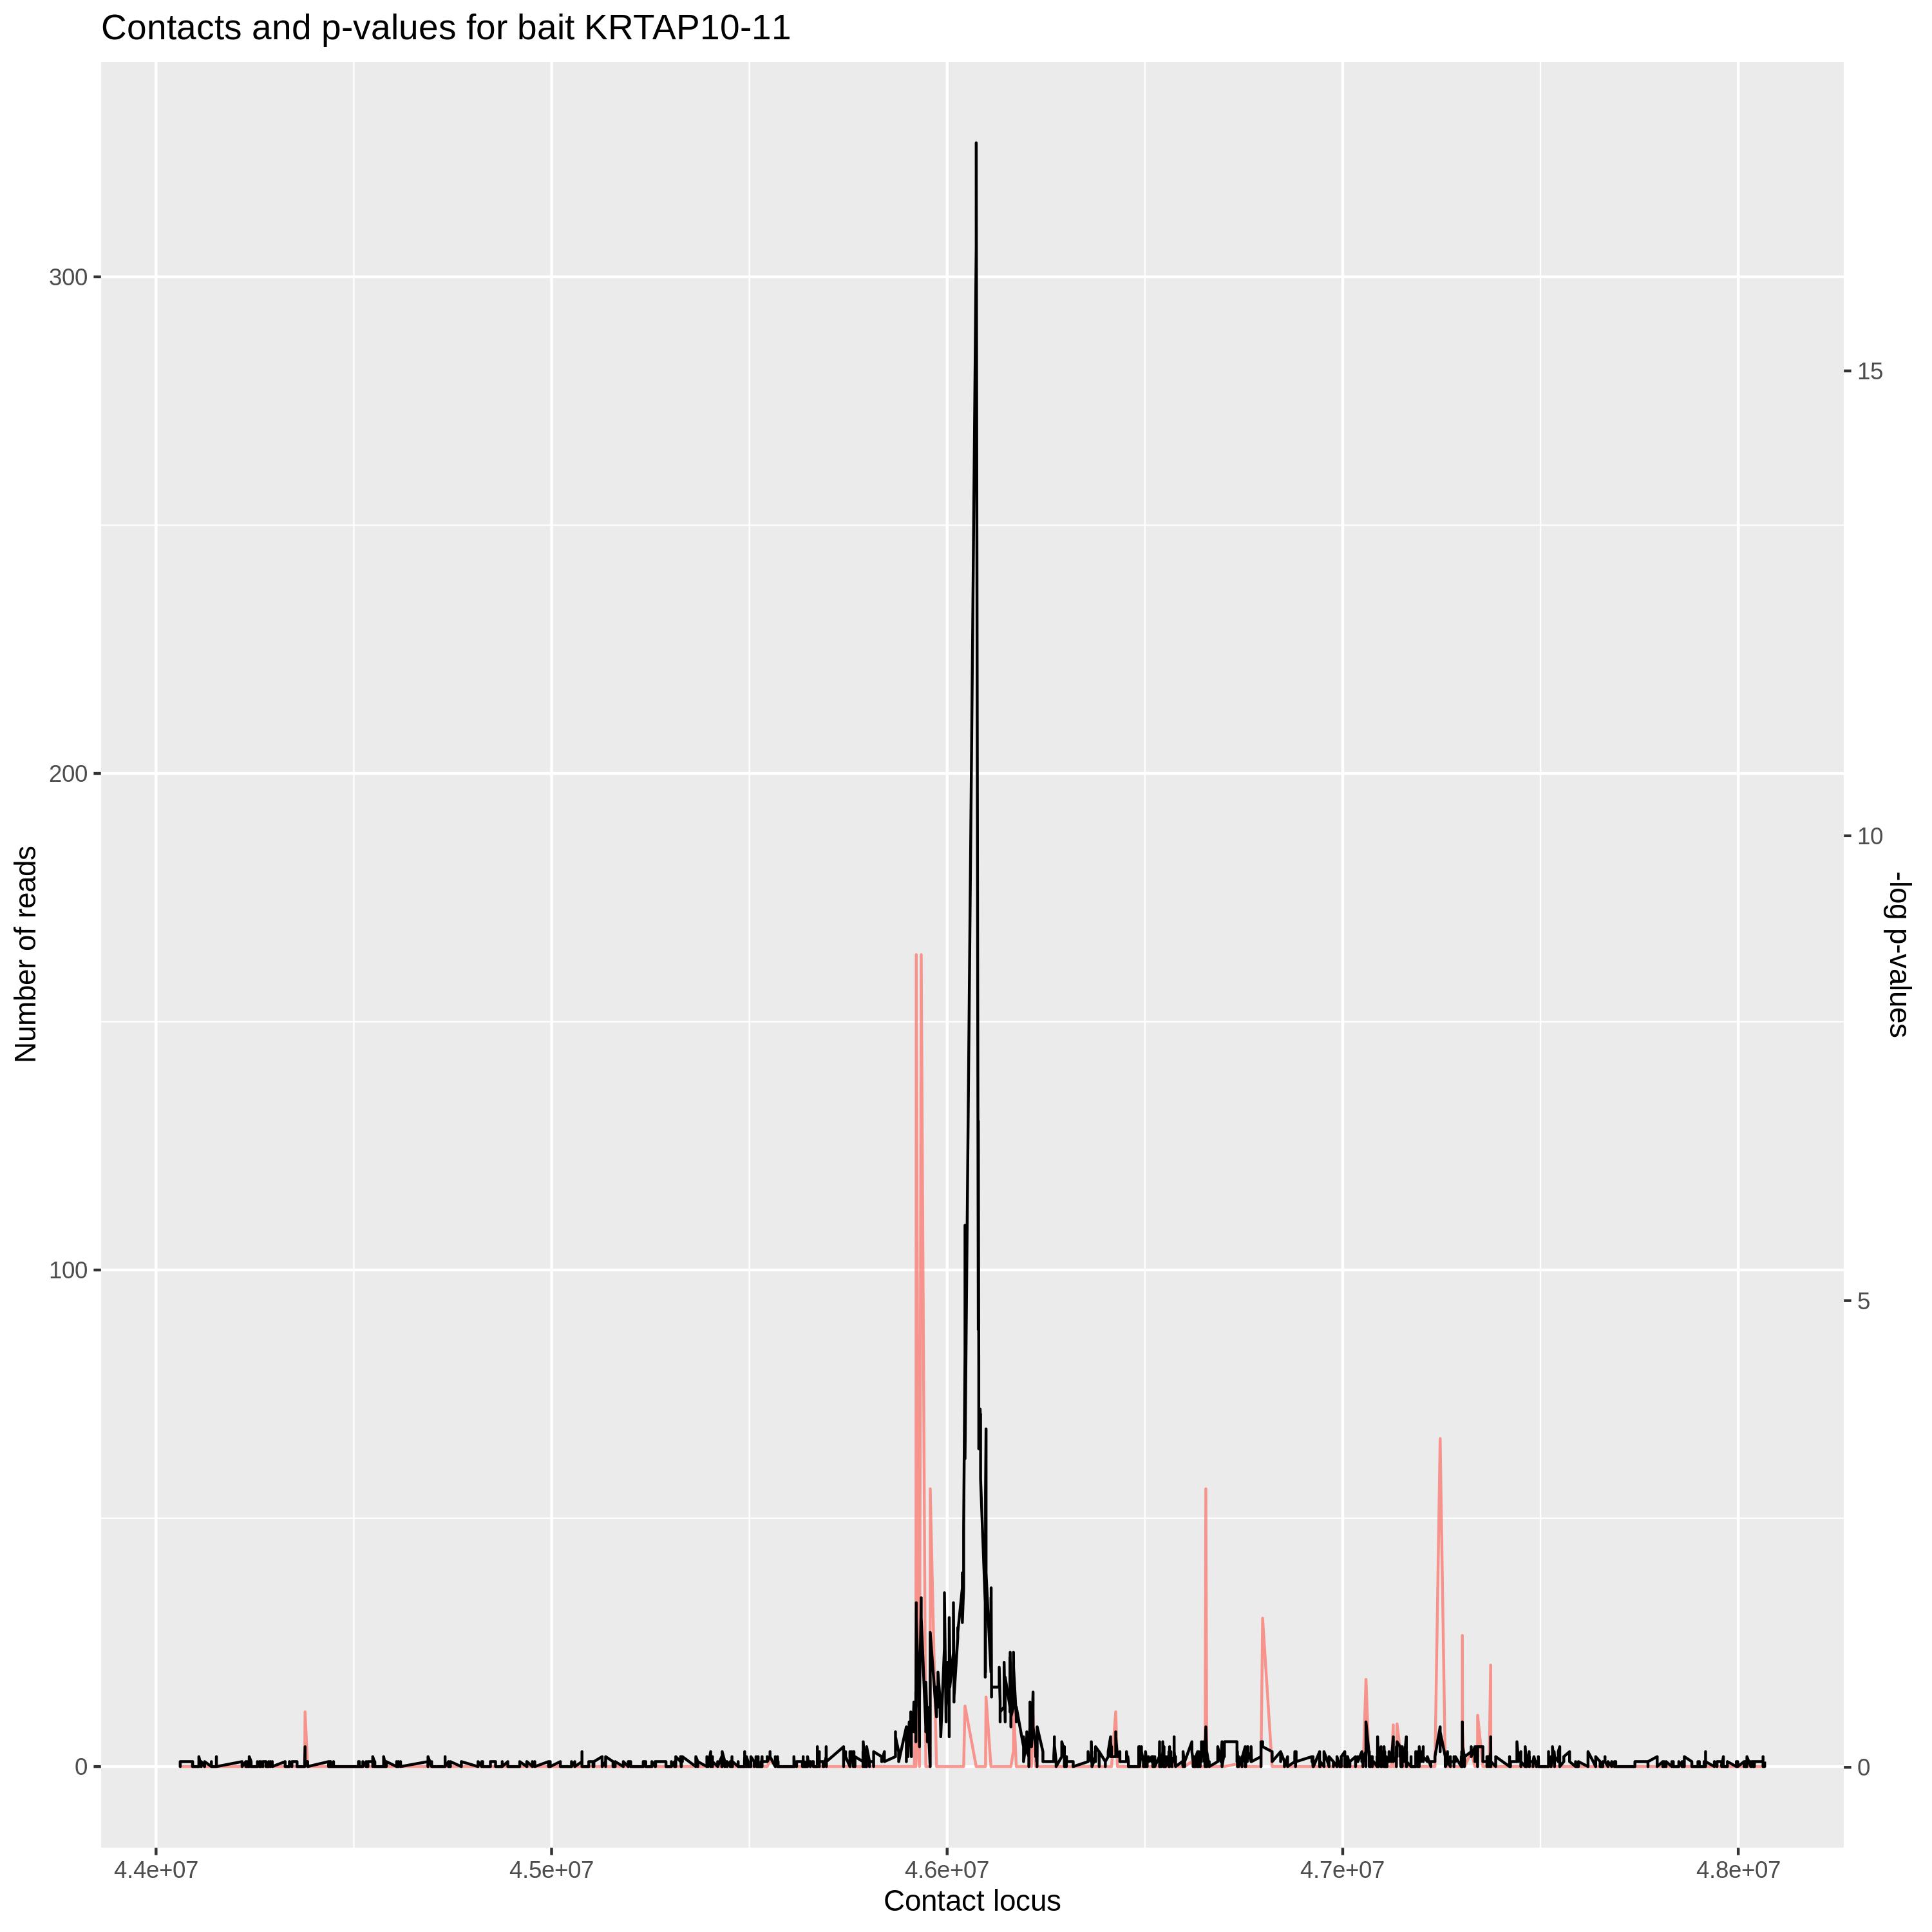 Contacts and p-values for bait KRTAP10-11
300
200
100
0
Number of reads
15
10
5
0
-log p-values
4.4e+07
4.5e+07
4.6e+07
4.7e+07
4.8e+07
Contact locus